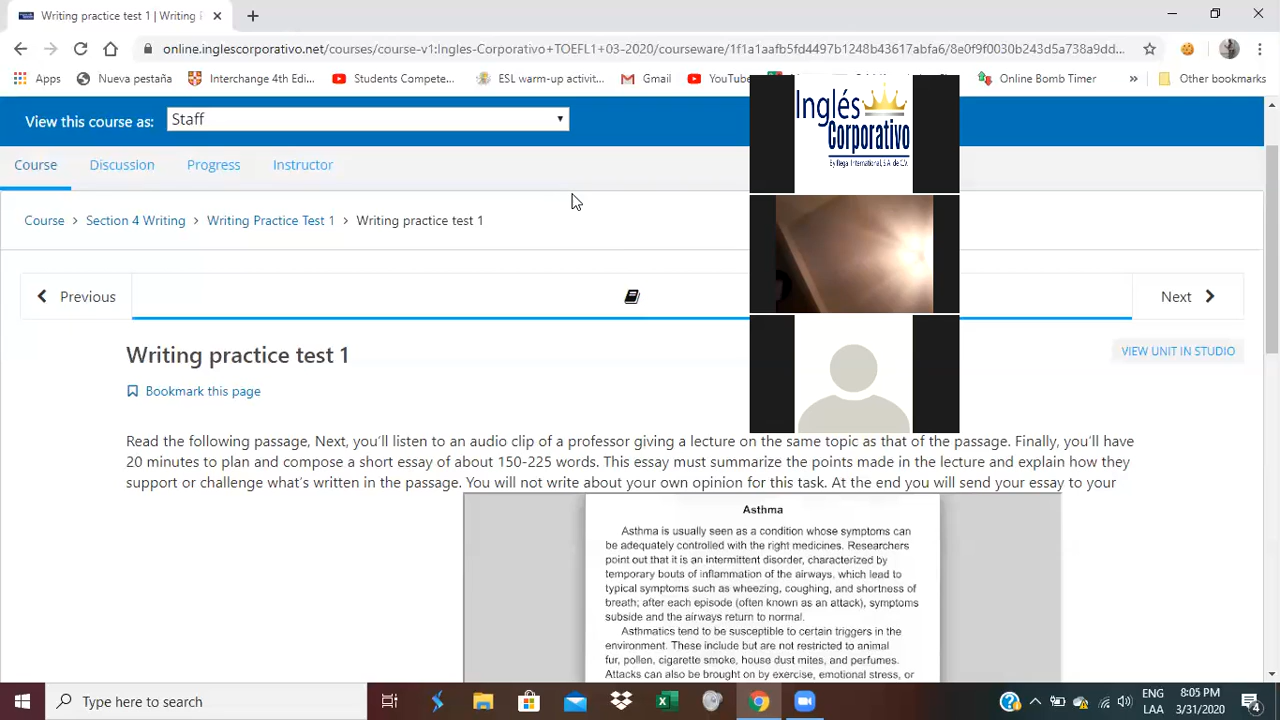 Writing practice test 1 | Writing P
online.inglescorporativo.net/courses/course-v1:Ingles-Corporativo+TOEFL1+03-2020/courseware/1f1a1aafb5fd4497b1248b43617abfa6/8e0f9f0030b243d5a738a9dd...
Apps Nueva pestaña Interchange 4th Edi... Students Compete... ESL warm-up activit... Gmail YouTube Online Bomb Timer » Other bookmarks
View this course as: Staff
Inglés
Corporativo
By Regal International, S.A. de C.V.
Course Discussion Progress Instructor
Course > Section 4 Writing > Writing Practice Test 1 > Writing practice test 1
Previous Next
Writing practice test 1
VIEW UNIT IN STUDIO
Bookmark this page
Read the following passage, Next, you'll listen to an audio clip of a professor giving a lecture on the same topic as that of the passage. Finally, you'll have
20 minutes to plan and compose a short essay of about 150-225 words. This essay must summarize the points made in the lecture and explain how they
support or challenge what's written in the passage. You will not write about your own opinion for this task. At the end you will send your essay to your
Asthma
Asthma is usually seen as a condition whose symptoms can
be adequately controlled with the right medicines. Researchers
point out that it is an intermittent disorder, characterized by
temporary bouts of inflammation of the airways, which lead to
typical symptoms such as wheezing, coughing, and shortness of
breath; after each episode (often known as an attack), symptoms
subside and the airways return to normal.
Asthmatics tend to be susceptible to certain triggers in the
environment. These include but are not restricted to animal
fur, pollen, cigarette smoke, house dust mites, and perfumes.
Attacks can also be brought on by exercise, emotional stress, or
Type here to search
ENG
LAA
8:05 PM
3/31/2020
4